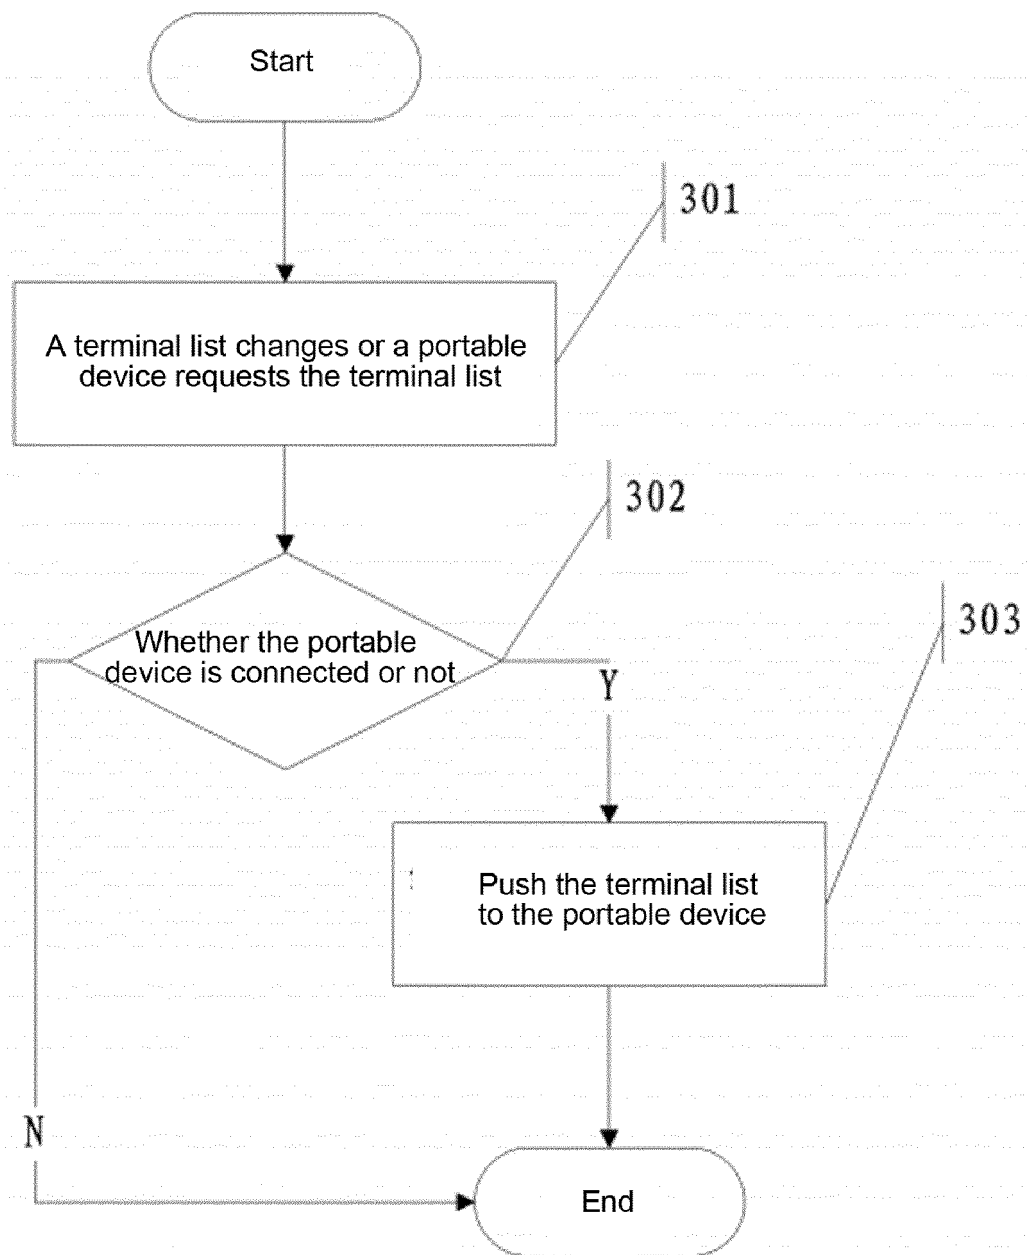 Start
301
A terminal list changes or a portable
device requests the terminal list
302
Whether the portable
device is connected or not
303
Y
Push the terminal list
to the portable device
N
End